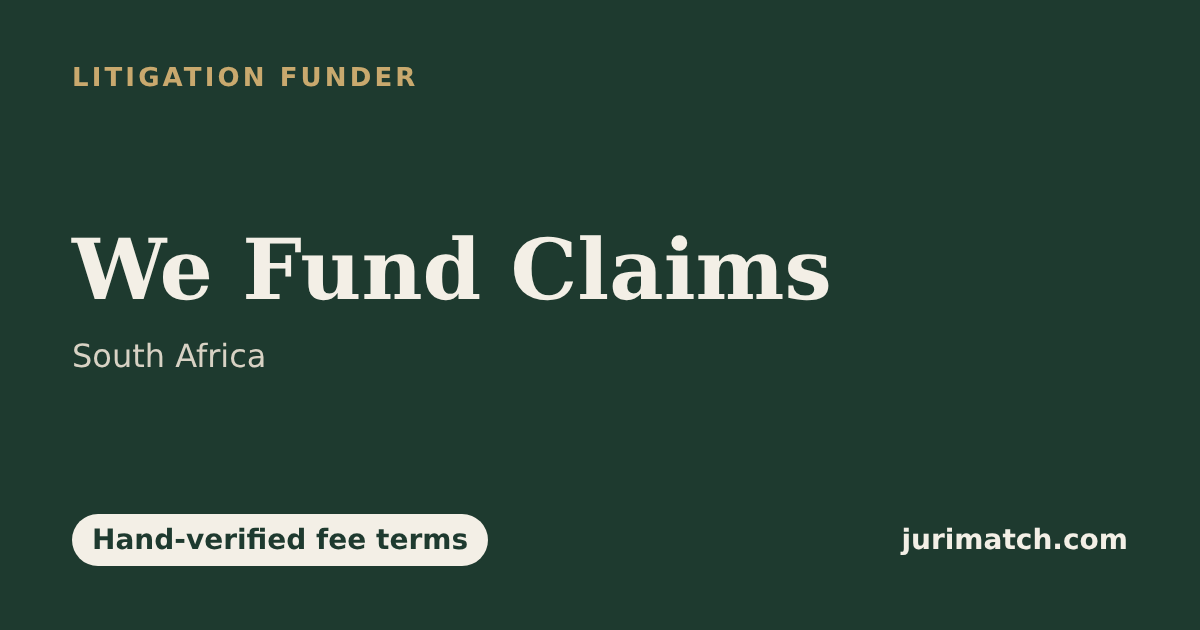 LITIGATION FUNDER
We Fund Claims
South Africa
Hand-verified fee terms
jurimatch.com